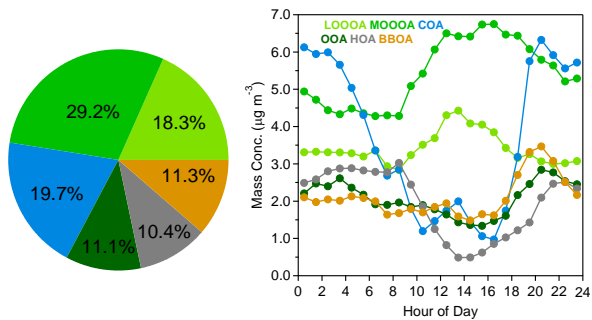 29.2%
18.3%
11.3%
10.4%
11.1%
19.7%
LOOOA MOOOA COA
OOA HOA BBOA
Mass Conc. (µg m⁻³)
7.0
6.0
5.0
4.0
3.0
2.0
1.0
0.0
0 2 4 6 8 10 12 14 16 18 20 22 24
Hour of Day